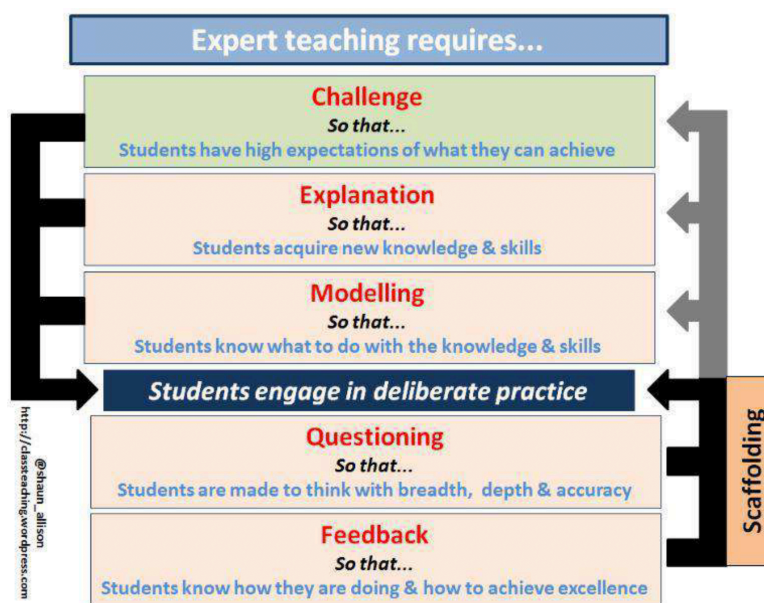 Expert teaching requires...
Challenge
So that...
Students have high expectations of what they can achieve
Explanation
So that...
Students acquire new knowledge & skills
Modelling
So that...
Students know what to do with the knowledge & skills
Students engage in deliberate practice
Questioning
So that...
Students are made to think with breadth, depth & accuracy
Feedback
So that...
Students know how they are doing & how to achieve excellence
Scaffolding
@shaun_allison
http://classteaching.wordpress.com